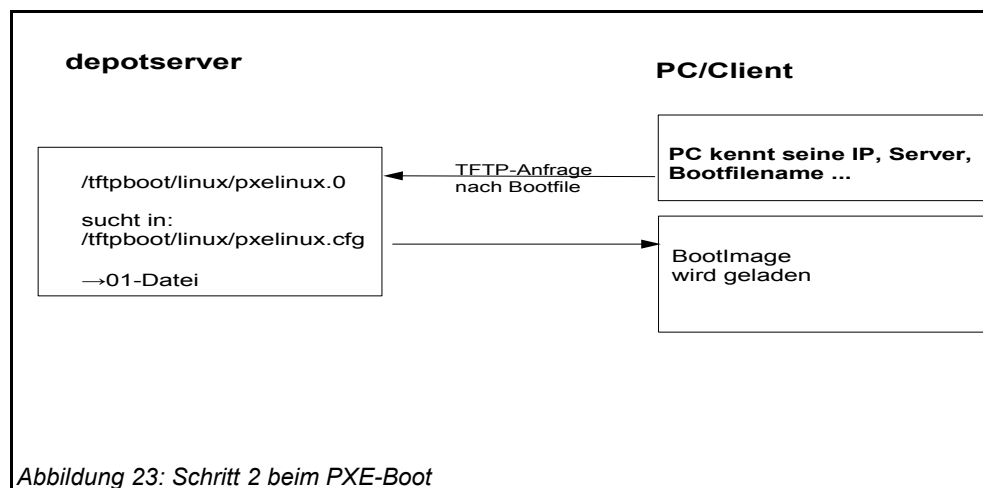 depotserver
PC/Client
/tftpboot/linux/pxelinux.0
sucht in:
/tftpboot/linux/pxelinux.cfg
→01-Datei
TFTP-Anfrage
nach Bootfile
PC kennt seine IP, Server,
Bootfilename ...
BootImage
wird geladen
Abbildung 23: Schritt 2 beim PXE-Boot